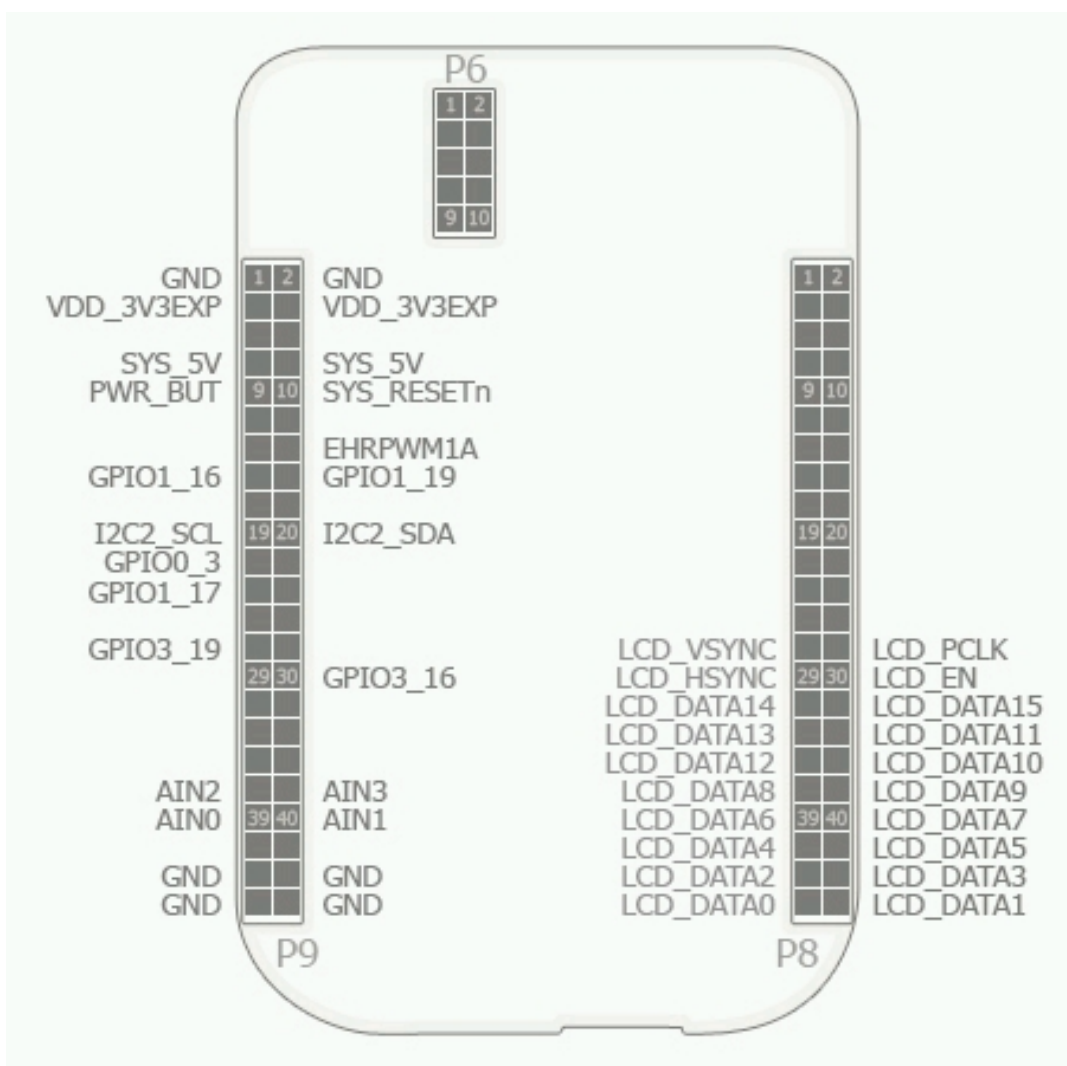 P6
1 2
9 10
GND 1 2 GND 1 2
VDD_3V3EXP VDD_3V3EXP
SYS_5V SYS_5V
PWR_BUT 9 10 SYS_RESETn 9 10
EHRPWM1A
GPIO1_16 GPIO1_19
I2C2_SCL 19 20 I2C2_SDA 19 20
GPIO0_3
GPIO1_17
GPIO3_19 LCD_VSYNC LCD_PCLK
29 30 GPIO3_16 LCD_HSYNC 29 30 LCD_EN
LCD_DATA14 LCD_DATA15
LCD_DATA13 LCD_DATA11
LCD_DATA12 LCD_DATA10
AIN2 AIN3 LCD_DATA8 LCD_DATA9
AIN0 39 40 AIN1 LCD_DATA6 39 40 LCD_DATA7
LCD_DATA4 LCD_DATA5
GND GND LCD_DATA2 LCD_DATA3
GND GND LCD_DATA0 LCD_DATA1
P9 P8